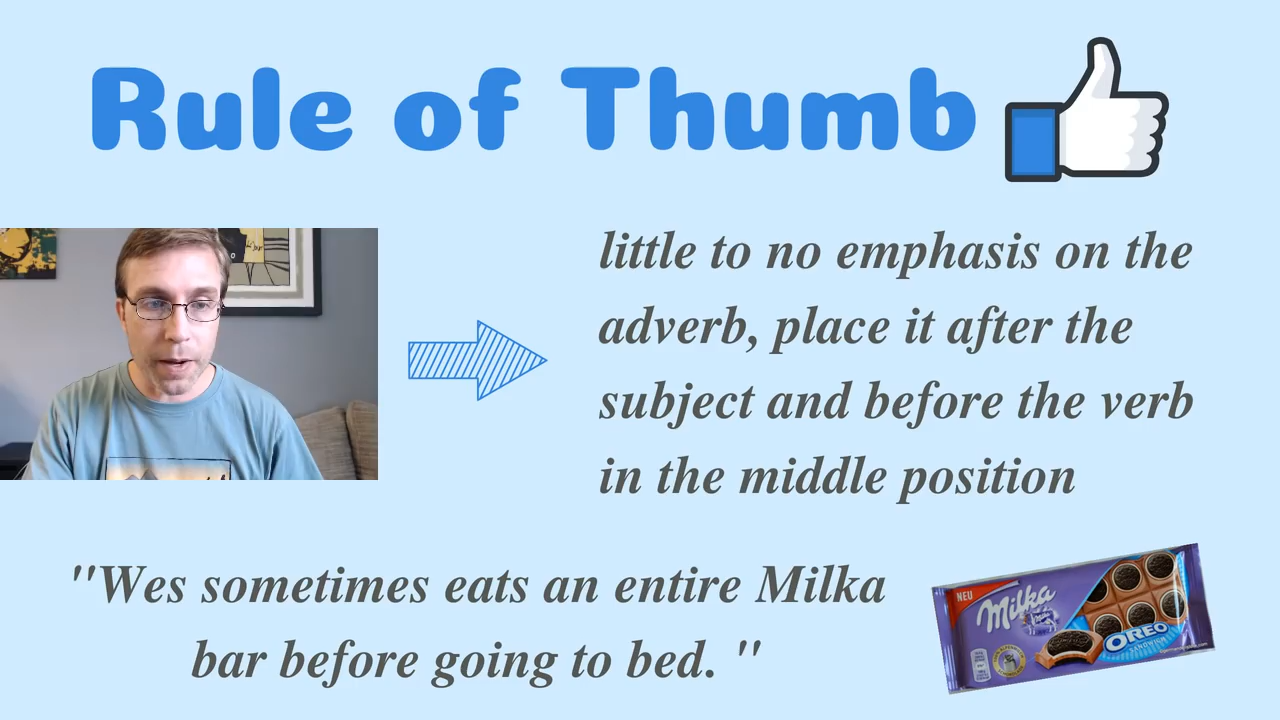 Rule of Thumb
little to no emphasis on the
adverb, place it after the
subject and before the verb
in the middle position
"Wes sometimes eats an entire Milka
bar before going to bed. "
NEU
Milka
OREO
SANDWICH